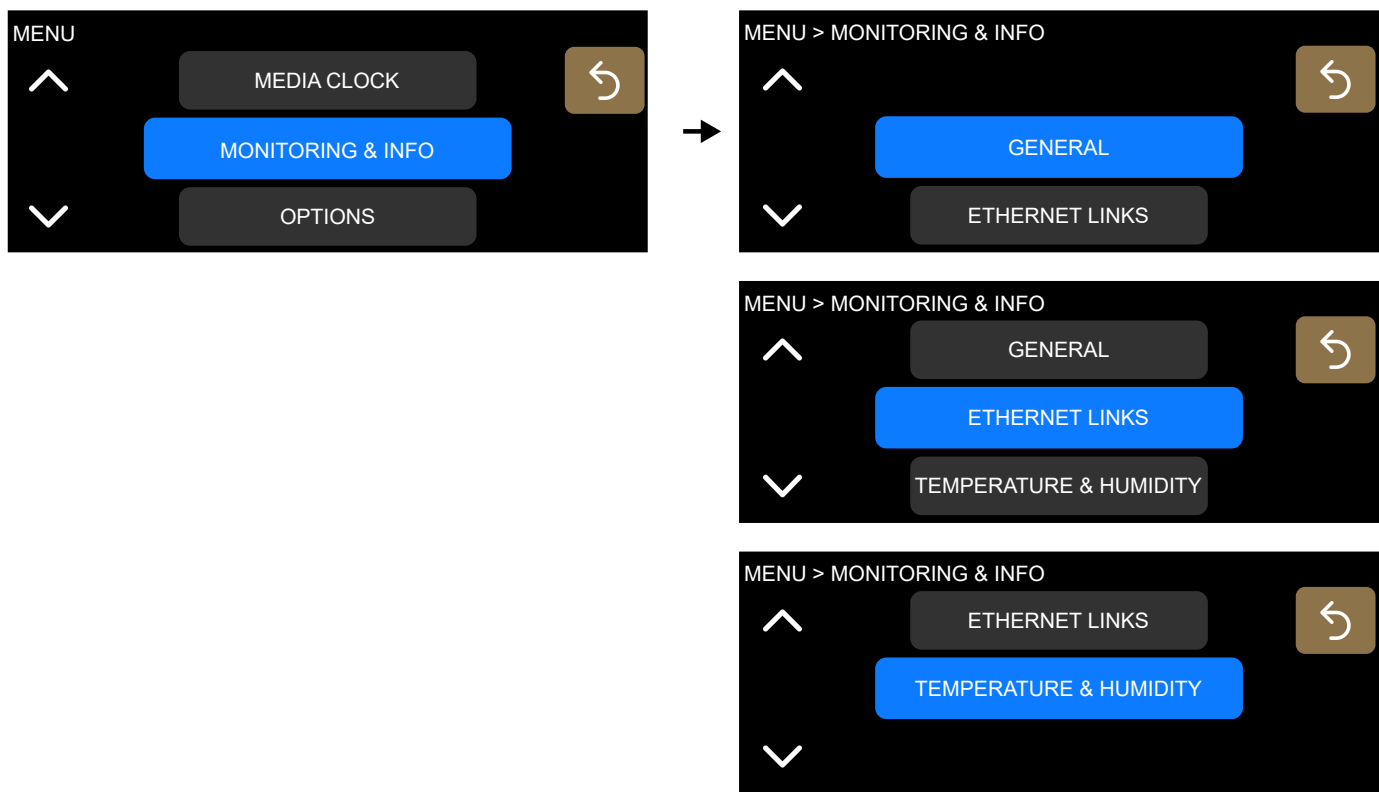 MENU
MEDIA CLOCK
MONITORING & INFO
OPTIONS
MENU > MONITORING & INFO
GENERAL
ETHERNET LINKS
MENU > MONITORING & INFO
GENERAL
ETHERNET LINKS
TEMPERATURE & HUMIDITY
MENU > MONITORING & INFO
ETHERNET LINKS
TEMPERATURE & HUMIDITY